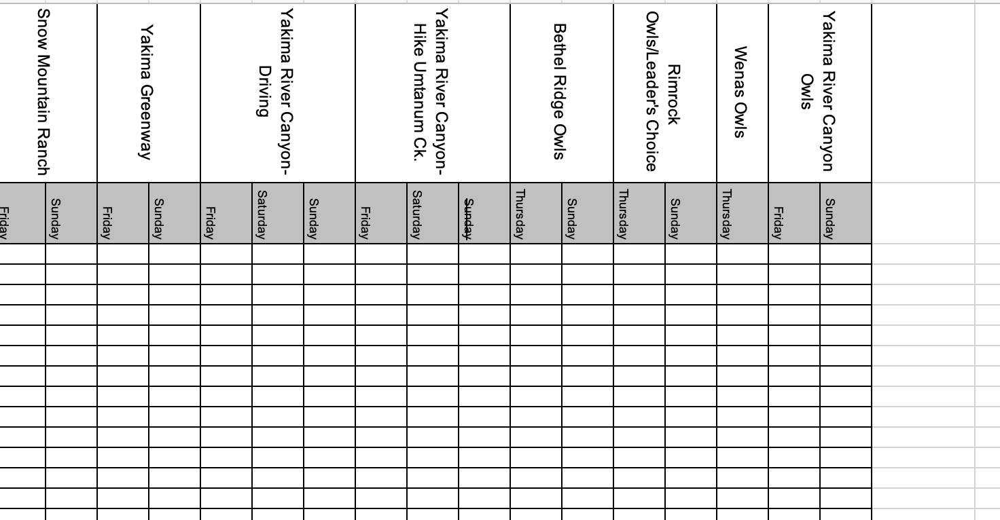 Snow Mountain Ranch
Yakima Greenway
Yakima River Canyon-
Driving
Yakima River Canyon-
Hike Umtanum Ck.
Bethel Ridge Owls
Rimrock
Owls/Leader's Choice
Wenas Owls
Yakima River Canyon
Owls
Friday
Sunday
Friday
Sunday
Friday
Saturday
Sunday
Friday
Saturday
Sunday
Thursday
Sunday
Thursday
Sunday
Thursday
Friday
Sunday